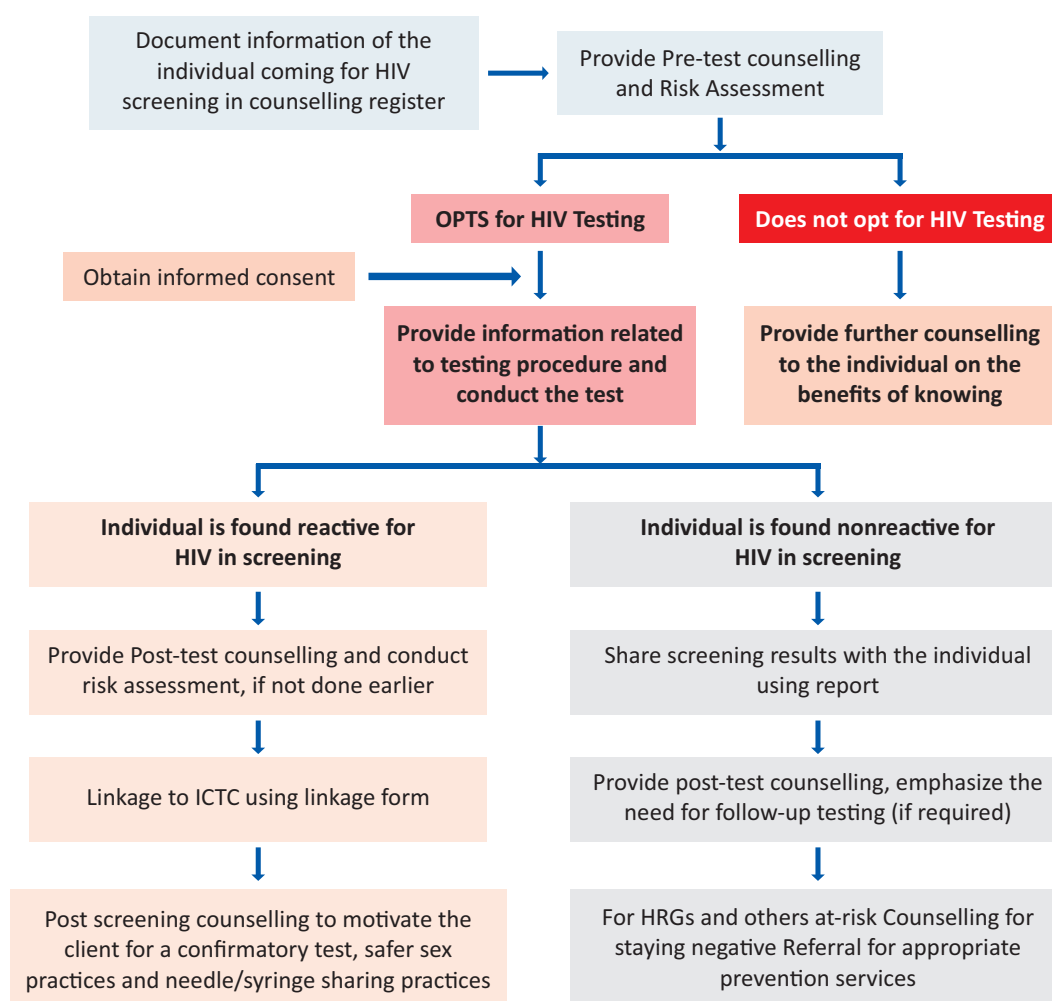 Document information of the
individual coming for HIV
screening in counselling register
Provide Pre-test counselling
and Risk Assessment
OPTS for HIV Testing
Does not opt for HIV Testing
Obtain informed consent
Provide information related
to testing procedure and
conduct the test
Provide further counselling
to the individual on the
benefits of knowing
Individual is found reactive for
HIV in screening
Individual is found nonreactive for
HIV in screening
Provide Post-test counselling and conduct
risk assessment, if not done earlier
Share screening results with the individual
using report
Linkage to ICTC using linkage form
Provide post-test counselling, emphasize the
need for follow-up testing (if required)
Post screening counselling to motivate the
client for a confirmatory test, safer sex
practices and needle/syringe sharing practices
For HRGs and others at-risk Counselling for
staying negative Referral for appropriate
prevention services